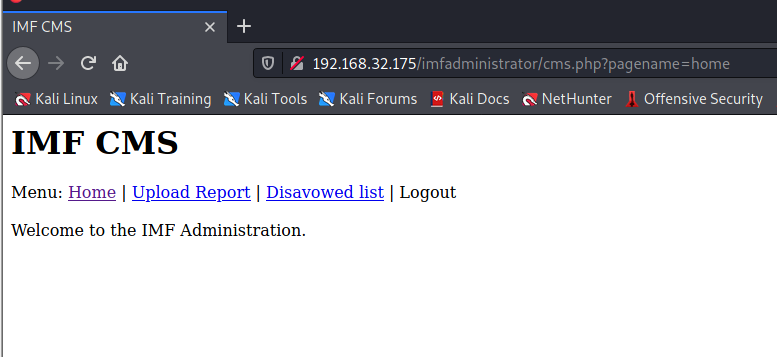 IMF CMS
192.168.32.175/imfadministrator/cms.php?pagename=home
Kali Linux Kali Training Kali Tools Kali Forums Kali Docs NetHunter Offensive Security
IMF CMS
Menu: Home | Upload Report | Disavowed list | Logout
Welcome to the IMF Administration.